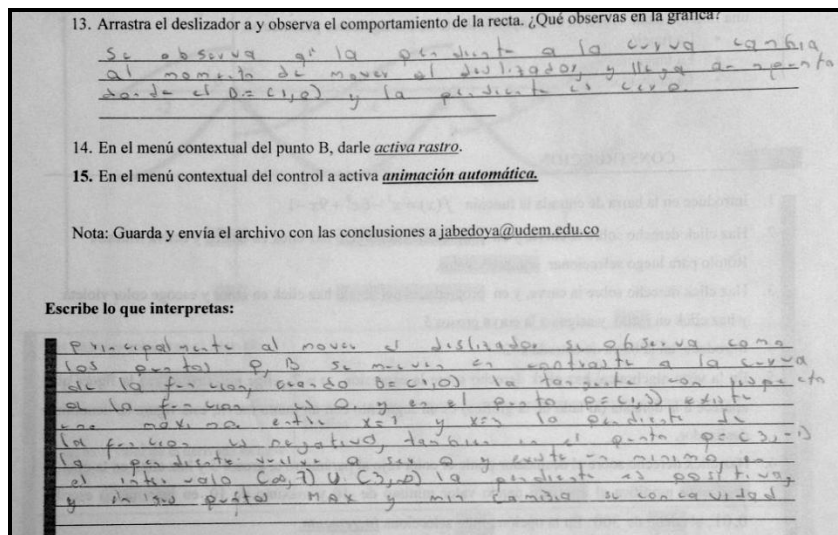 13. Arrastra el deslizador a y observa el comportamiento de la recta. ¿Qué observas en la gráfica?
Se observa q' la pendiente a la curva cambia
al momento de mover el deslizador, y llega a un punto
donde el B = (1,0) y la pendiente es cero.
14. En el menú contextual del punto B, darle activa rastro.
15. En el menú contextual del control a activa animación automática.
Nota: Guarda y envía el archivo con las conclusiones a jabedoya@udem.edu.co
Escribe lo que interpretas:
Principalmente al mover el deslizador se observa como
los puntos P, B se mueven en contraste a la curva
de la funcion, cuando B = (1,0) la tangente con respecto
a la funcion es 0. y en el punto P = (1,3) existe
una máximo. entre x=1 y x=3 la pendiente de
la funcion es negativa, tambien en el punto P = (3,-1)
la pendiente vuelve a ser 0 y existe un minimo, en
el intervalo (∞,1) U (3,∞) la pendiente es positiva,
y en sus puntos Max y min cambia su concavidad